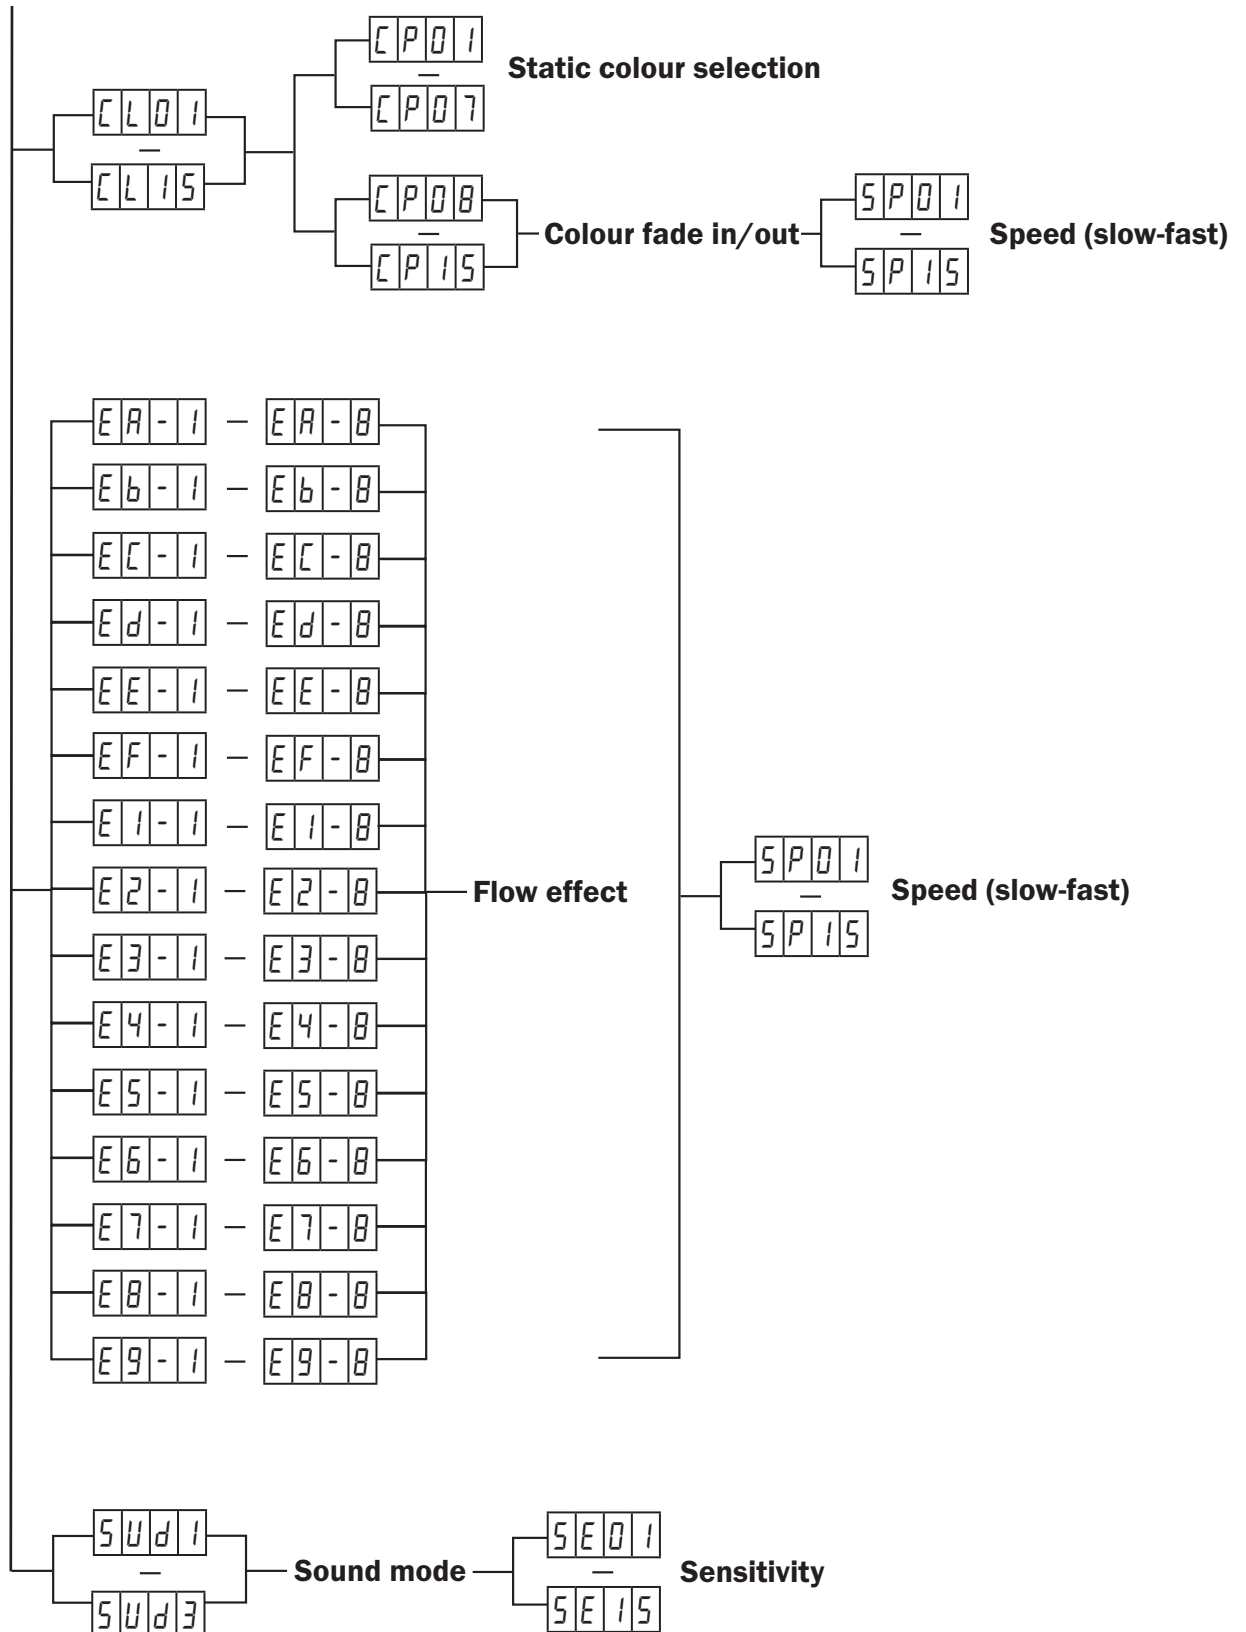 CP01
— Static colour selection
CP07
CL01
—
CL15
CP08
— Colour fade in/out
CP15
SP01
— Speed (slow-fast)
SP15
EA-1 — EA-8
Eb-1 — Eb-8
EC-1 — EC-8
Ed-1 — Ed-8
EE-1 — EE-8
EF-1 — EF-8
E1-1 — E1-8
E2-1 — E2-8
E3-1 — E3-8
E4-1 — E4-8
E5-1 — E5-8
E6-1 — E6-8
E7-1 — E7-8
E8-1 — E8-8
E9-1 — E9-8
Flow effect
SP01
— Speed (slow-fast)
SP15
SUd1
— Sound mode
SUd3
SE01
— Sensitivity
SE15